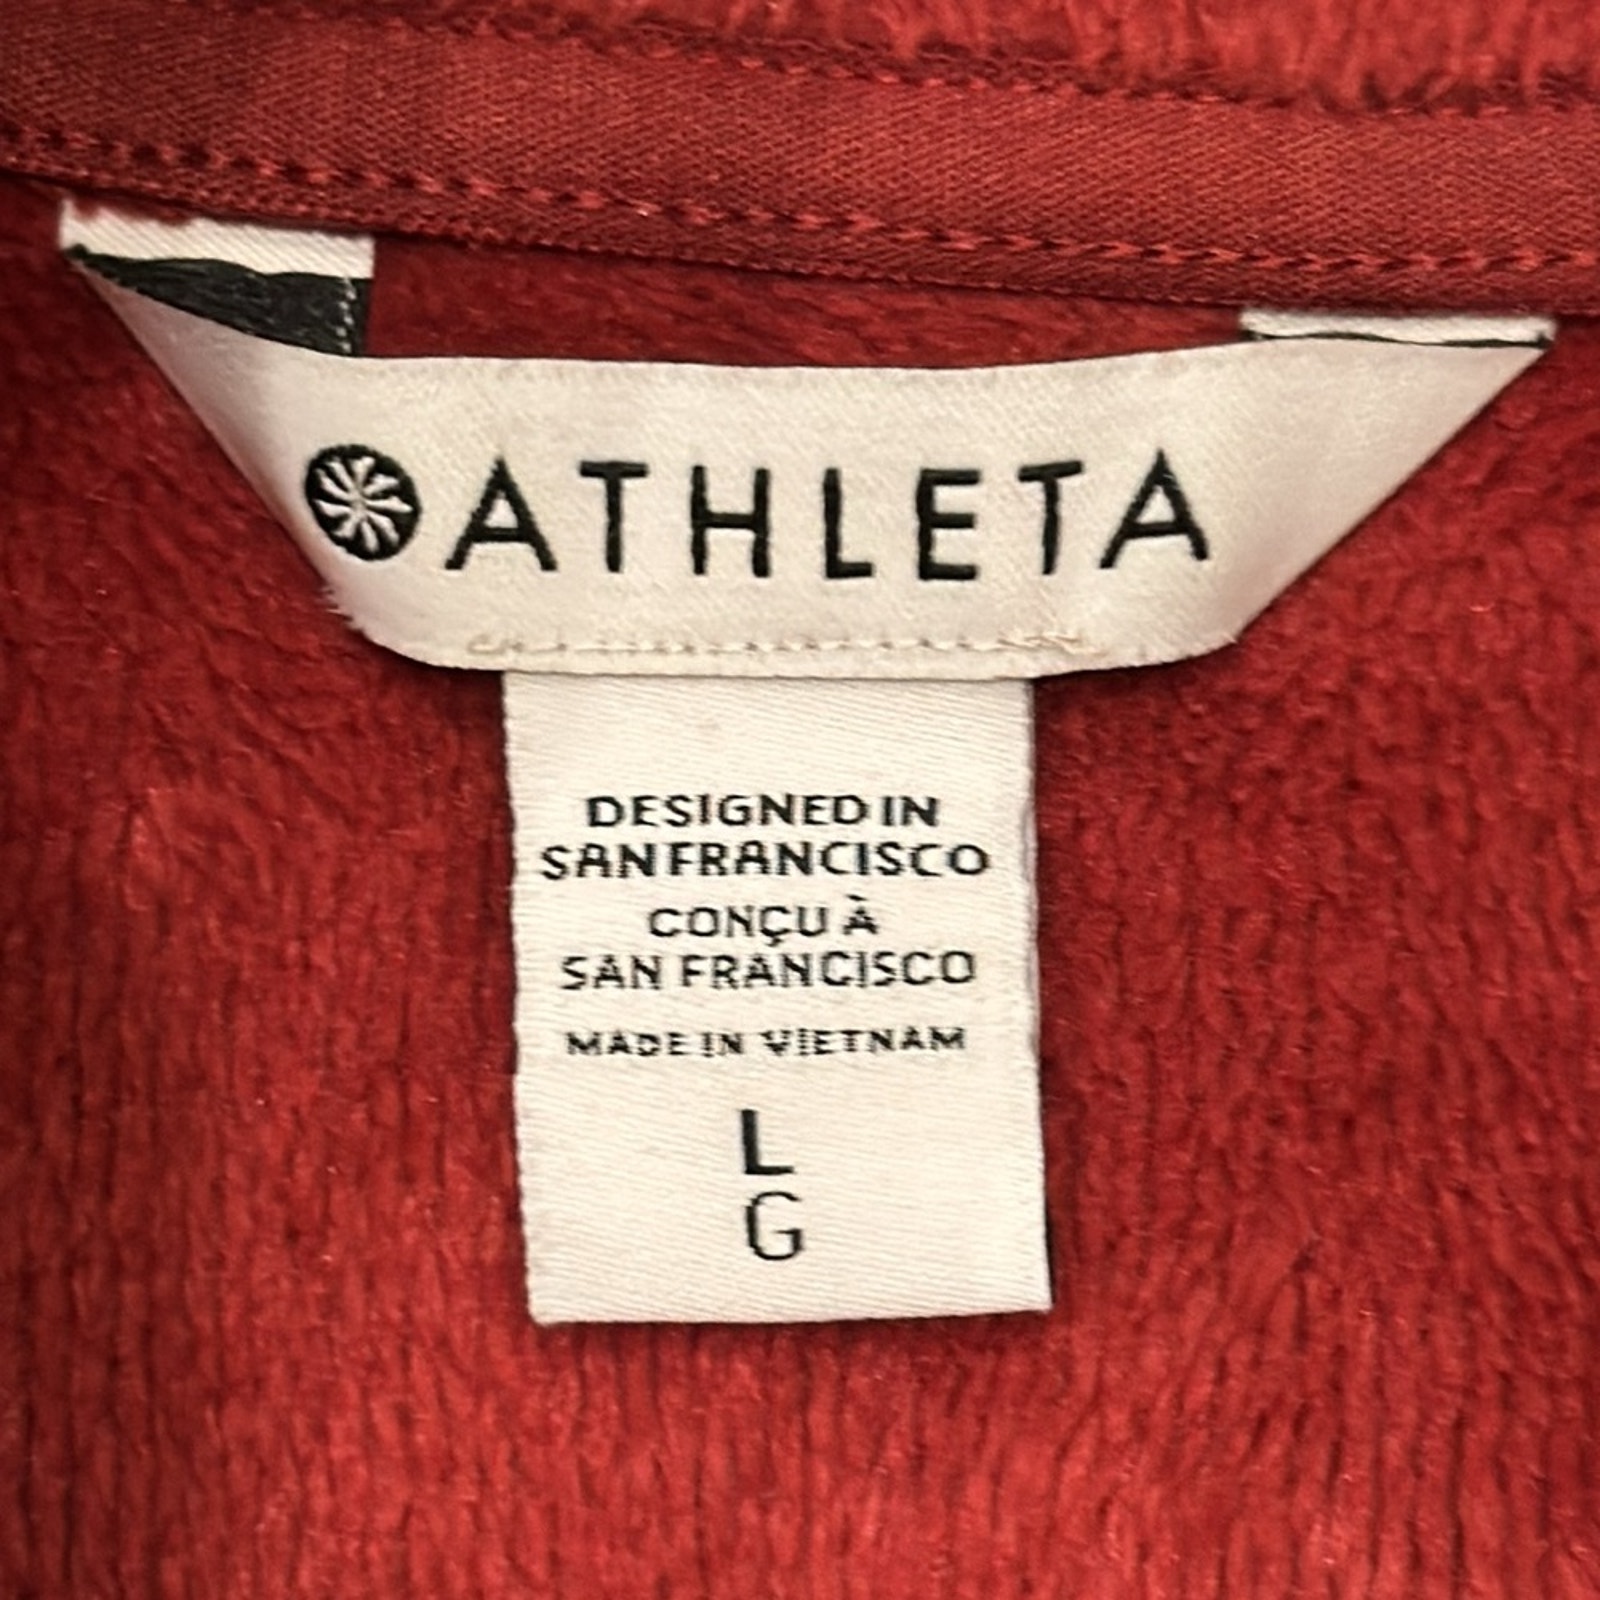 ATHLETA
DESIGNED IN
SAN FRANCISCO
CONÇU À
SAN FRANCISCO
MADE IN VIETNAM
L
G